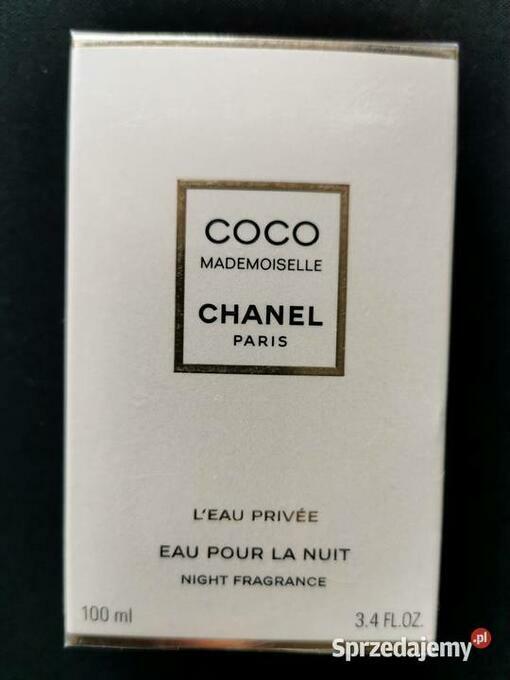 COCO
MADEMOISELLE
CHANEL
PARIS
L'EAU PRIVÉE
EAU POUR LA NUIT
NIGHT FRAGRANCE
100 ml
3.4 FL.OZ.
Sprzedajemy.pl